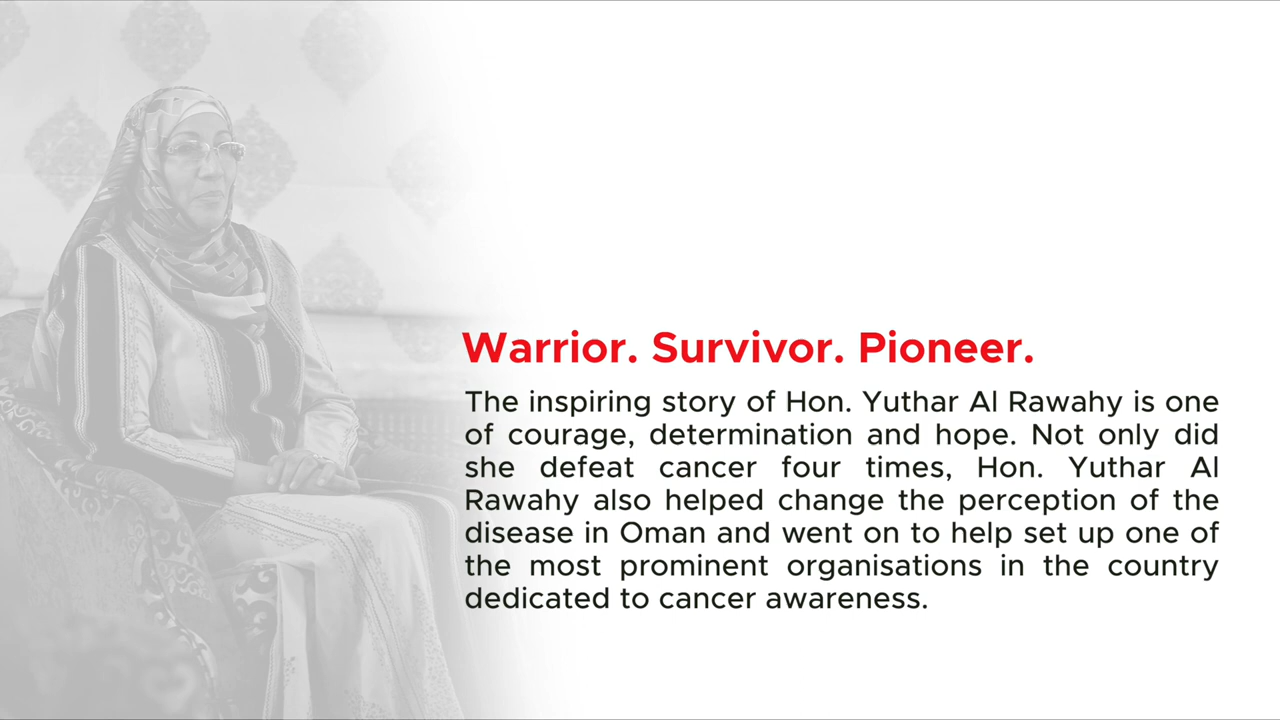 Warrior. Survivor. Pioneer.
The inspiring story of Hon. Yuthar Al Rawahy is one
of courage, determination and hope. Not only did
she defeat cancer four times, Hon. Yuthar Al
Rawahy also helped change the perception of the
disease in Oman and went on to help set up one of
the most prominent organisations in the country
dedicated to cancer awareness.